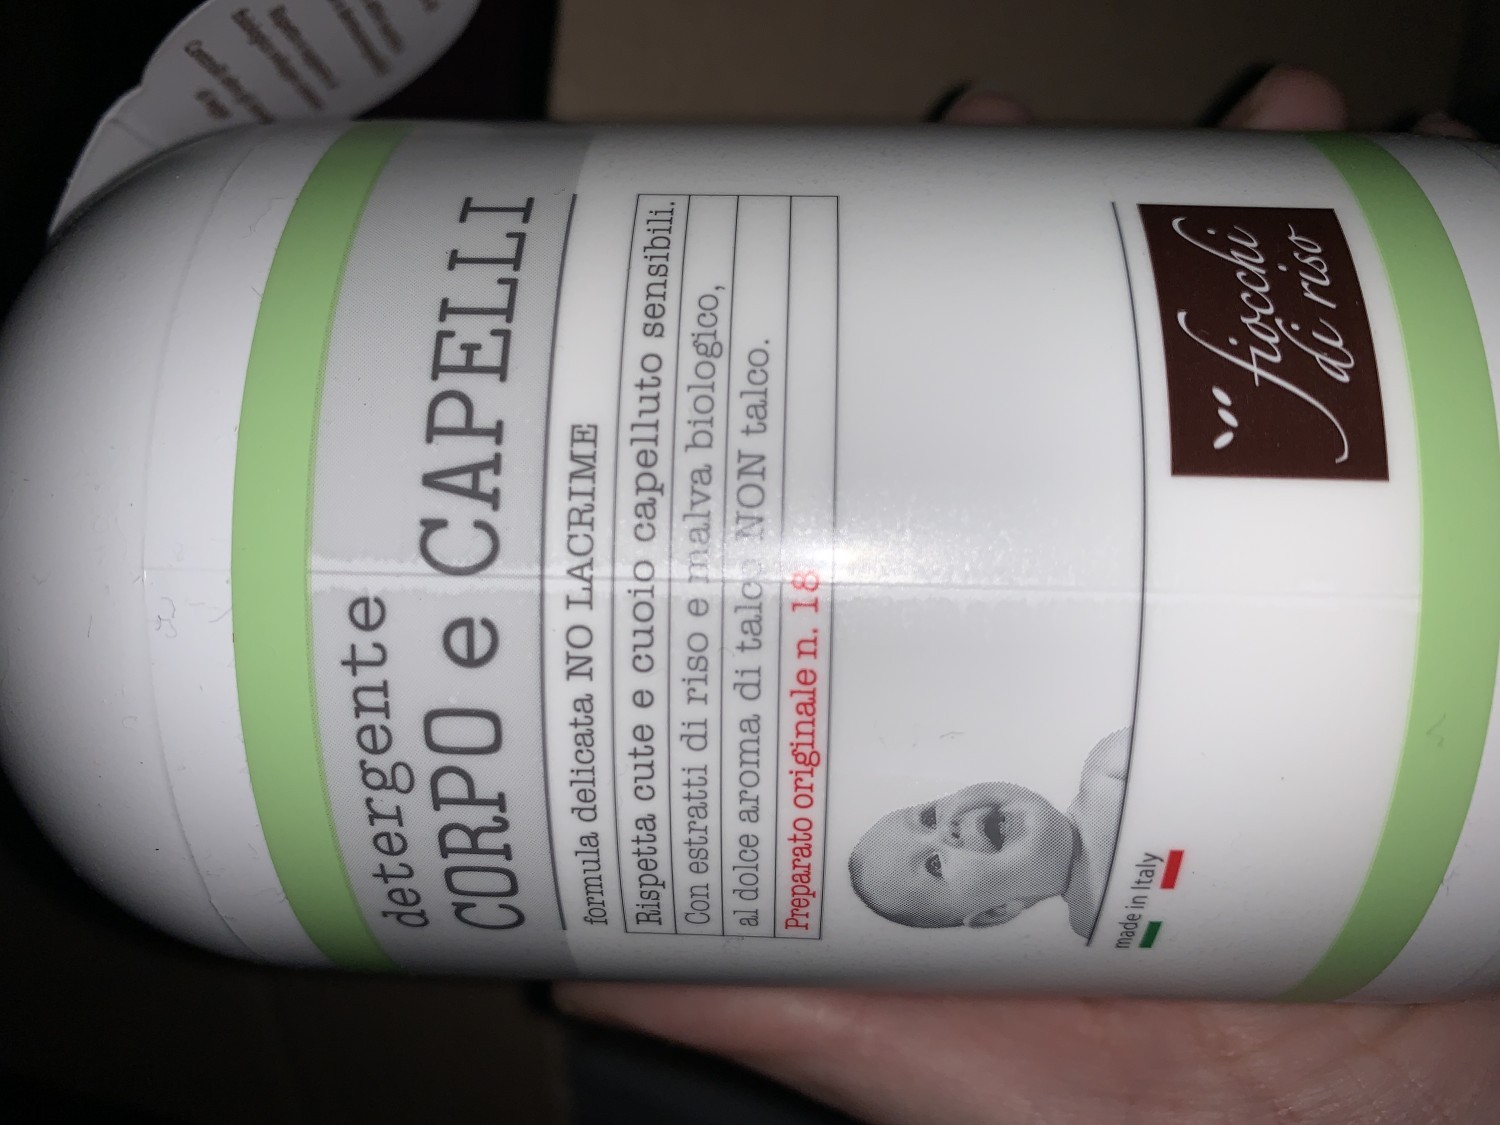 detergente
CORPO e CAPELLI
formula delicata NO LACRIME
Rispetta cute e cuoio capelluto sensibili.
Con estratti di riso e malva biologico,
al dolce aroma di talco NON talco.
Preparato originale n. 18
made in Italy
fiocchi
di riso